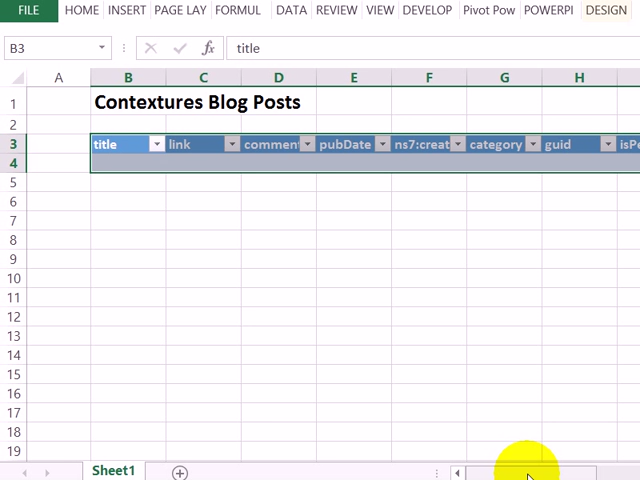 FILE HOME INSERT PAGE LAY FORMUL DATA REVIEW VIEW DEVELOP Pivot Pow POWERPI DESIGN
B3 fx title
A B C D E F G H
1 Contextures Blog Posts
2
3 title link comment pubDate ns7:creat category guid isPe
4
5
6
7
8
9
10
11
12
13
14
15
16
17
18
19
Sheet1